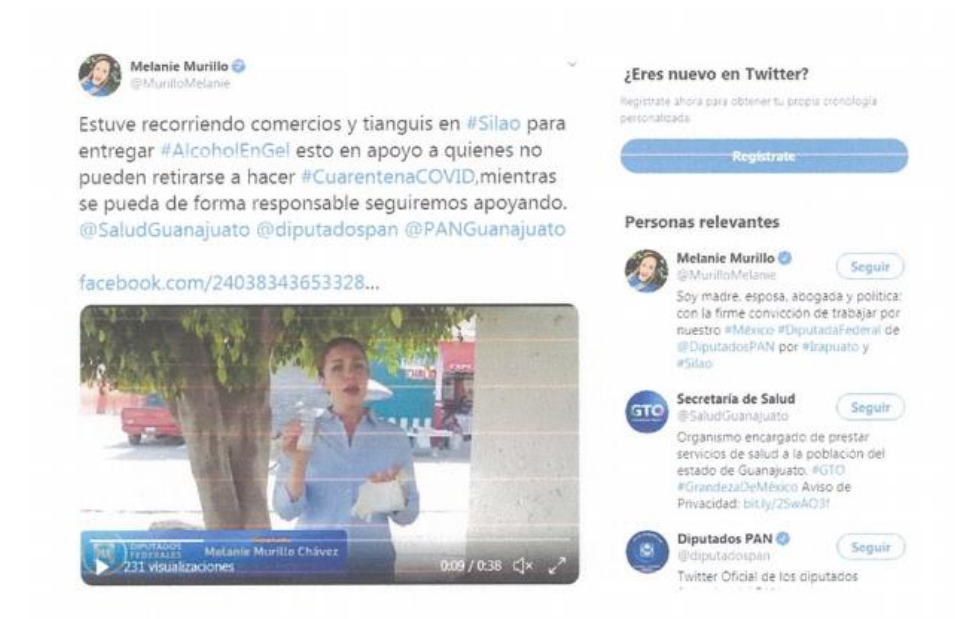 Melanie Murillo
@MurilloMelanie
Estuve recorriendo comercios y tianguis en #Silao para
entregar #AlcoholEnGel esto en apoyo a quienes no
pueden retirarse a hacer #CuarentenaCOVID,mientras
se pueda de forma responsable seguiremos apoyando.
@SaludGuanajuato @diputadospan @PANGuanajuato
facebook.com/24038343653328...
DIPUTADOS
FEDERALES
Melanie Murillo Chávez
231 visualizaciones
0:09 / 0:38
¿Eres nuevo en Twitter?
Regístrate ahora para obtener tu propia cronología
personalizada.
Regístrate
Personas relevantes
Melanie Murillo
@MurilloMelanie
Seguir
Soy madre, esposa, abogada y política:
con la firme convicción de trabajar por
nuestro #México #DiputadaFederal de
@DiputadosPAN por #Irapuato y
#Silao
GTO
Secretaría de Salud
@SaludGuanajuato
Seguir
Organismo encargado de prestar
servicios de salud a la población del
estado de Guanajuato. #GTO
#GrandezaDeMéxico Aviso de
Privacidad: bit.ly/2SwAO3f
Diputados PAN
@diputadospan
Seguir
Twitter Oficial de los diputados